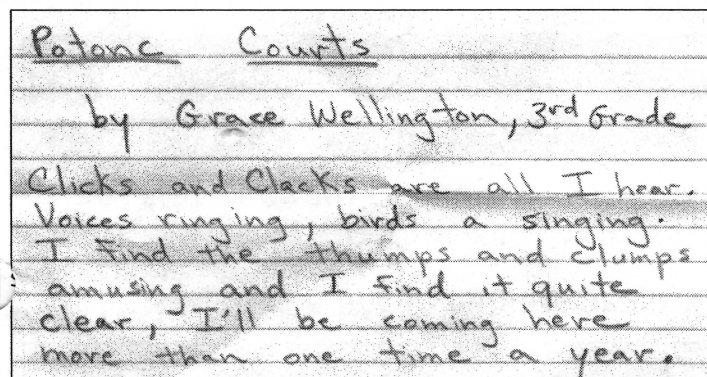 Potonc Courts
by Grace Wellington, 3rd Grade
Clicks and Clacks are all I hear.
Voices ringing, birds a singing.
I find the thumps and clumps
amusing and I find it quite
clear, I'll be coming here
more than one time a year.